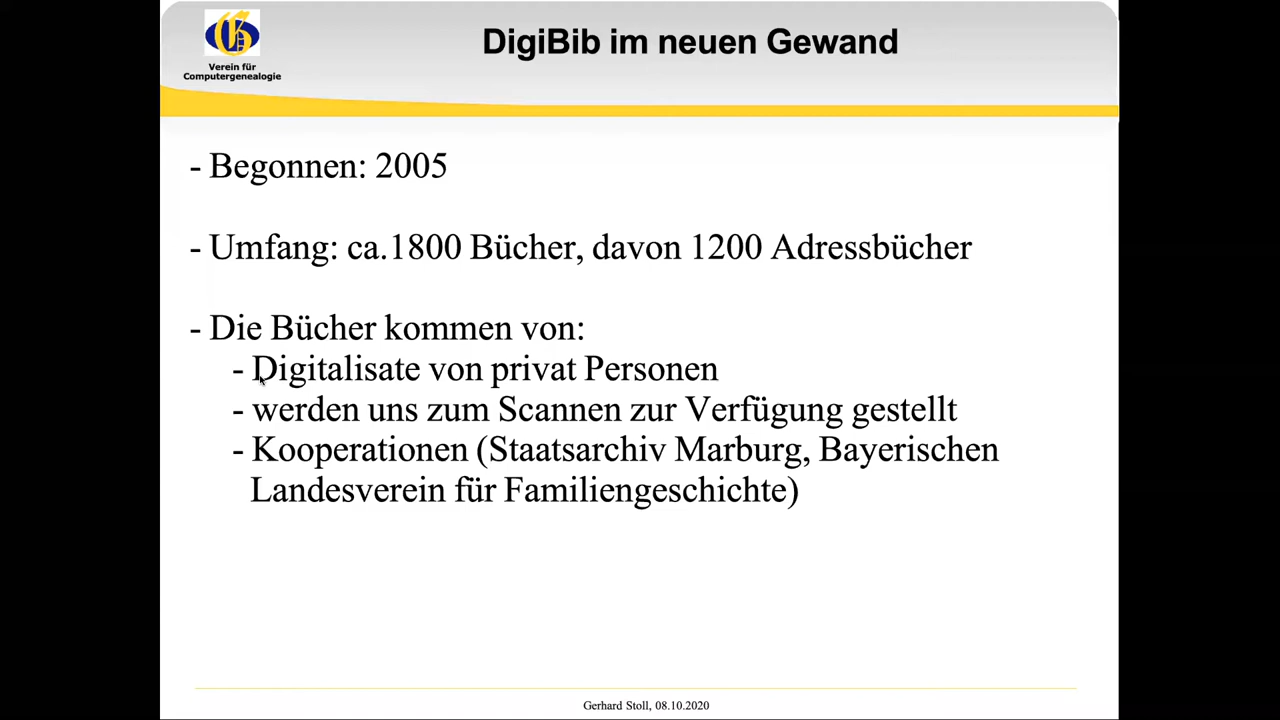 Verein für
Computergenealogie
DigiBib im neuen Gewand
- Begonnen: 2005
- Umfang: ca.1800 Bücher, davon 1200 Adressbücher
- Die Bücher kommen von:
- Digitalisate von privat Personen
- werden uns zum Scannen zur Verfügung gestellt
- Kooperationen (Staatsarchiv Marburg, Bayerischen
Landesverein für Familiengeschichte)
Gerhard Stoll, 08.10.2020